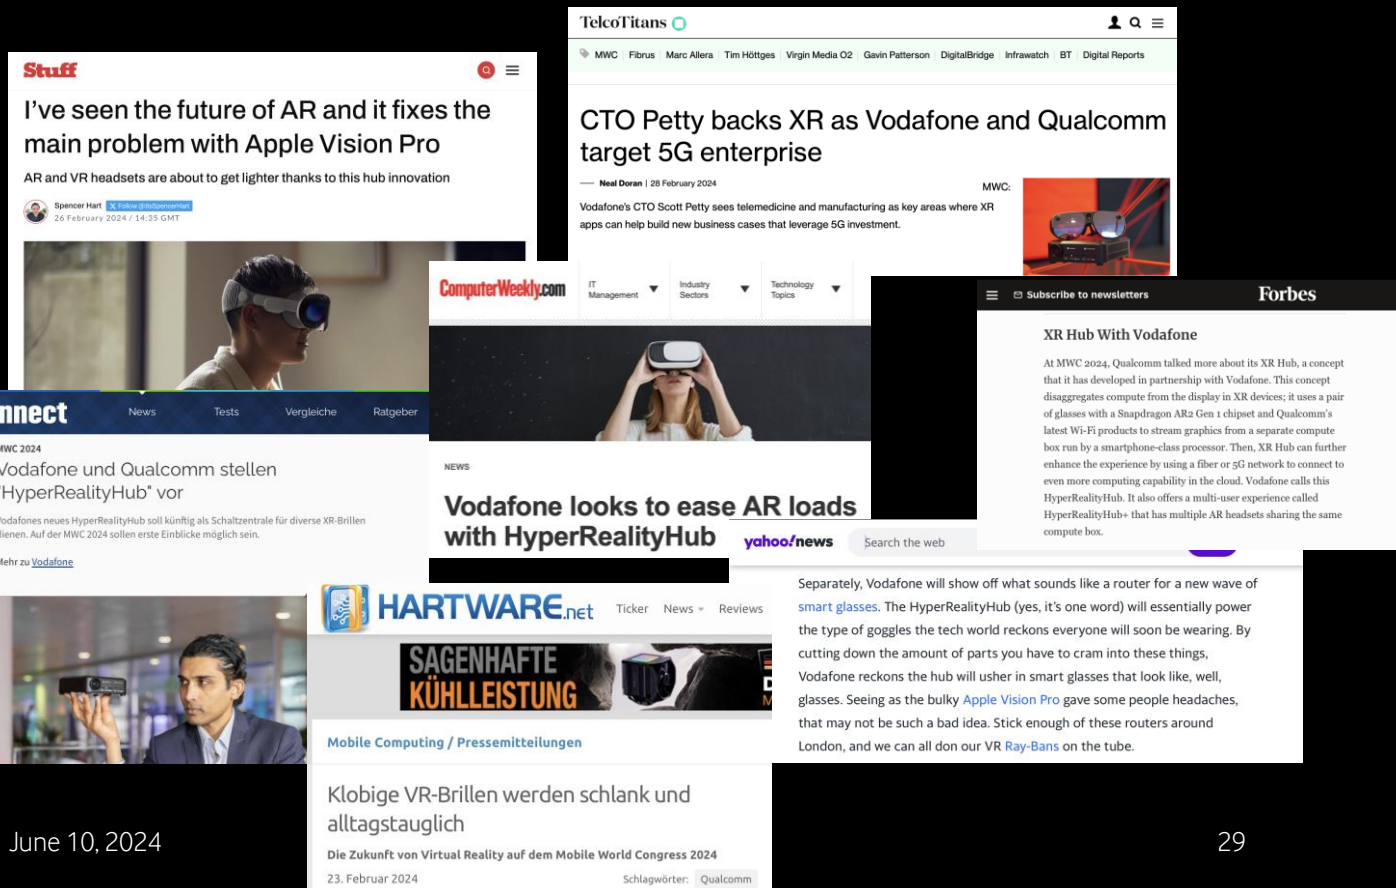 Stuff
I've seen the future of AR and it fixes the
main problem with Apple Vision Pro
AR and VR headsets are about to get lighter thanks to this hub innovation
Spencer Hart X Follow @ItsSpencerHart
26 February 2024 / 14:35 GMT
TelcoTitans
MWC Fibrus Marc Allera Tim Höttges Virgin Media O2 Gavin Patterson DigitalBridge Infrawatch BT Digital Reports
CTO Petty backs XR as Vodafone and Qualcomm
target 5G enterprise
Neal Doran | 28 February 2024
MWC:
Vodafone's CTO Scott Petty sees telemedicine and manufacturing as key areas where XR
apps can help build new business cases that leverage 5G investment.
ComputerWeekly.com
IT
Management
Industry
Sectors
Technology
Topics
NEWS
Vodafone looks to ease AR loads
with HyperRealityHub
Subscribe to newsletters
Forbes
XR Hub With Vodafone
At MWC 2024, Qualcomm talked more about its XR Hub, a concept
that it has developed in partnership with Vodafone. This concept
disaggregates compute from the display in XR devices; it uses a pair
of glasses with a Snapdragon AR2 Gen 1 chipset and Qualcomm's
latest Wi-Fi products to stream graphics from a separate compute
box run by a smartphone-class processor. Then, XR Hub can further
enhance the experience by using a fiber or 5G network to connect to
even more computing capability in the cloud. Vodafone calls this
HyperRealityHub. It also offers a multi-user experience called
HyperRealityHub+ that has multiple AR headsets sharing the same
compute box.
nnect
News Tests Vergleiche Ratgeber
MWC 2024
Vodafone und Qualcomm stellen
"HyperRealityHub" vor
Vodafones neues HyperRealityHub soll künftig als Schaltzentrale für diverse XR-Brillen
dienen. Auf der MWC 2024 sollen erste Einblicke möglich sein.
Mehr zu Vodafone
yahoo!news
Search the web
Separately, Vodafone will show off what sounds like a router for a new wave of
smart glasses. The HyperRealityHub (yes, it's one word) will essentially power
the type of goggles the tech world reckons everyone will soon be wearing. By
cutting down the amount of parts you have to cram into these things,
Vodafone reckons the hub will usher in smart glasses that look like, well,
glasses. Seeing as the bulky Apple Vision Pro gave some people headaches,
that may not be such a bad idea. Stick enough of these routers around
London, and we can all don our VR Ray-Bans on the tube.
HARTWARE.net
Ticker News Reviews
SAGENHAFTE
KÜHLLEISTUNG
Mobile Computing / Pressemitteilungen
Klobige VR-Brillen werden schlank und
alltagstauglich
Die Zukunft von Virtual Reality auf dem Mobile World Congress 2024
23. Februar 2024
Schlagwörter: Qualcomm
June 10, 2024
29